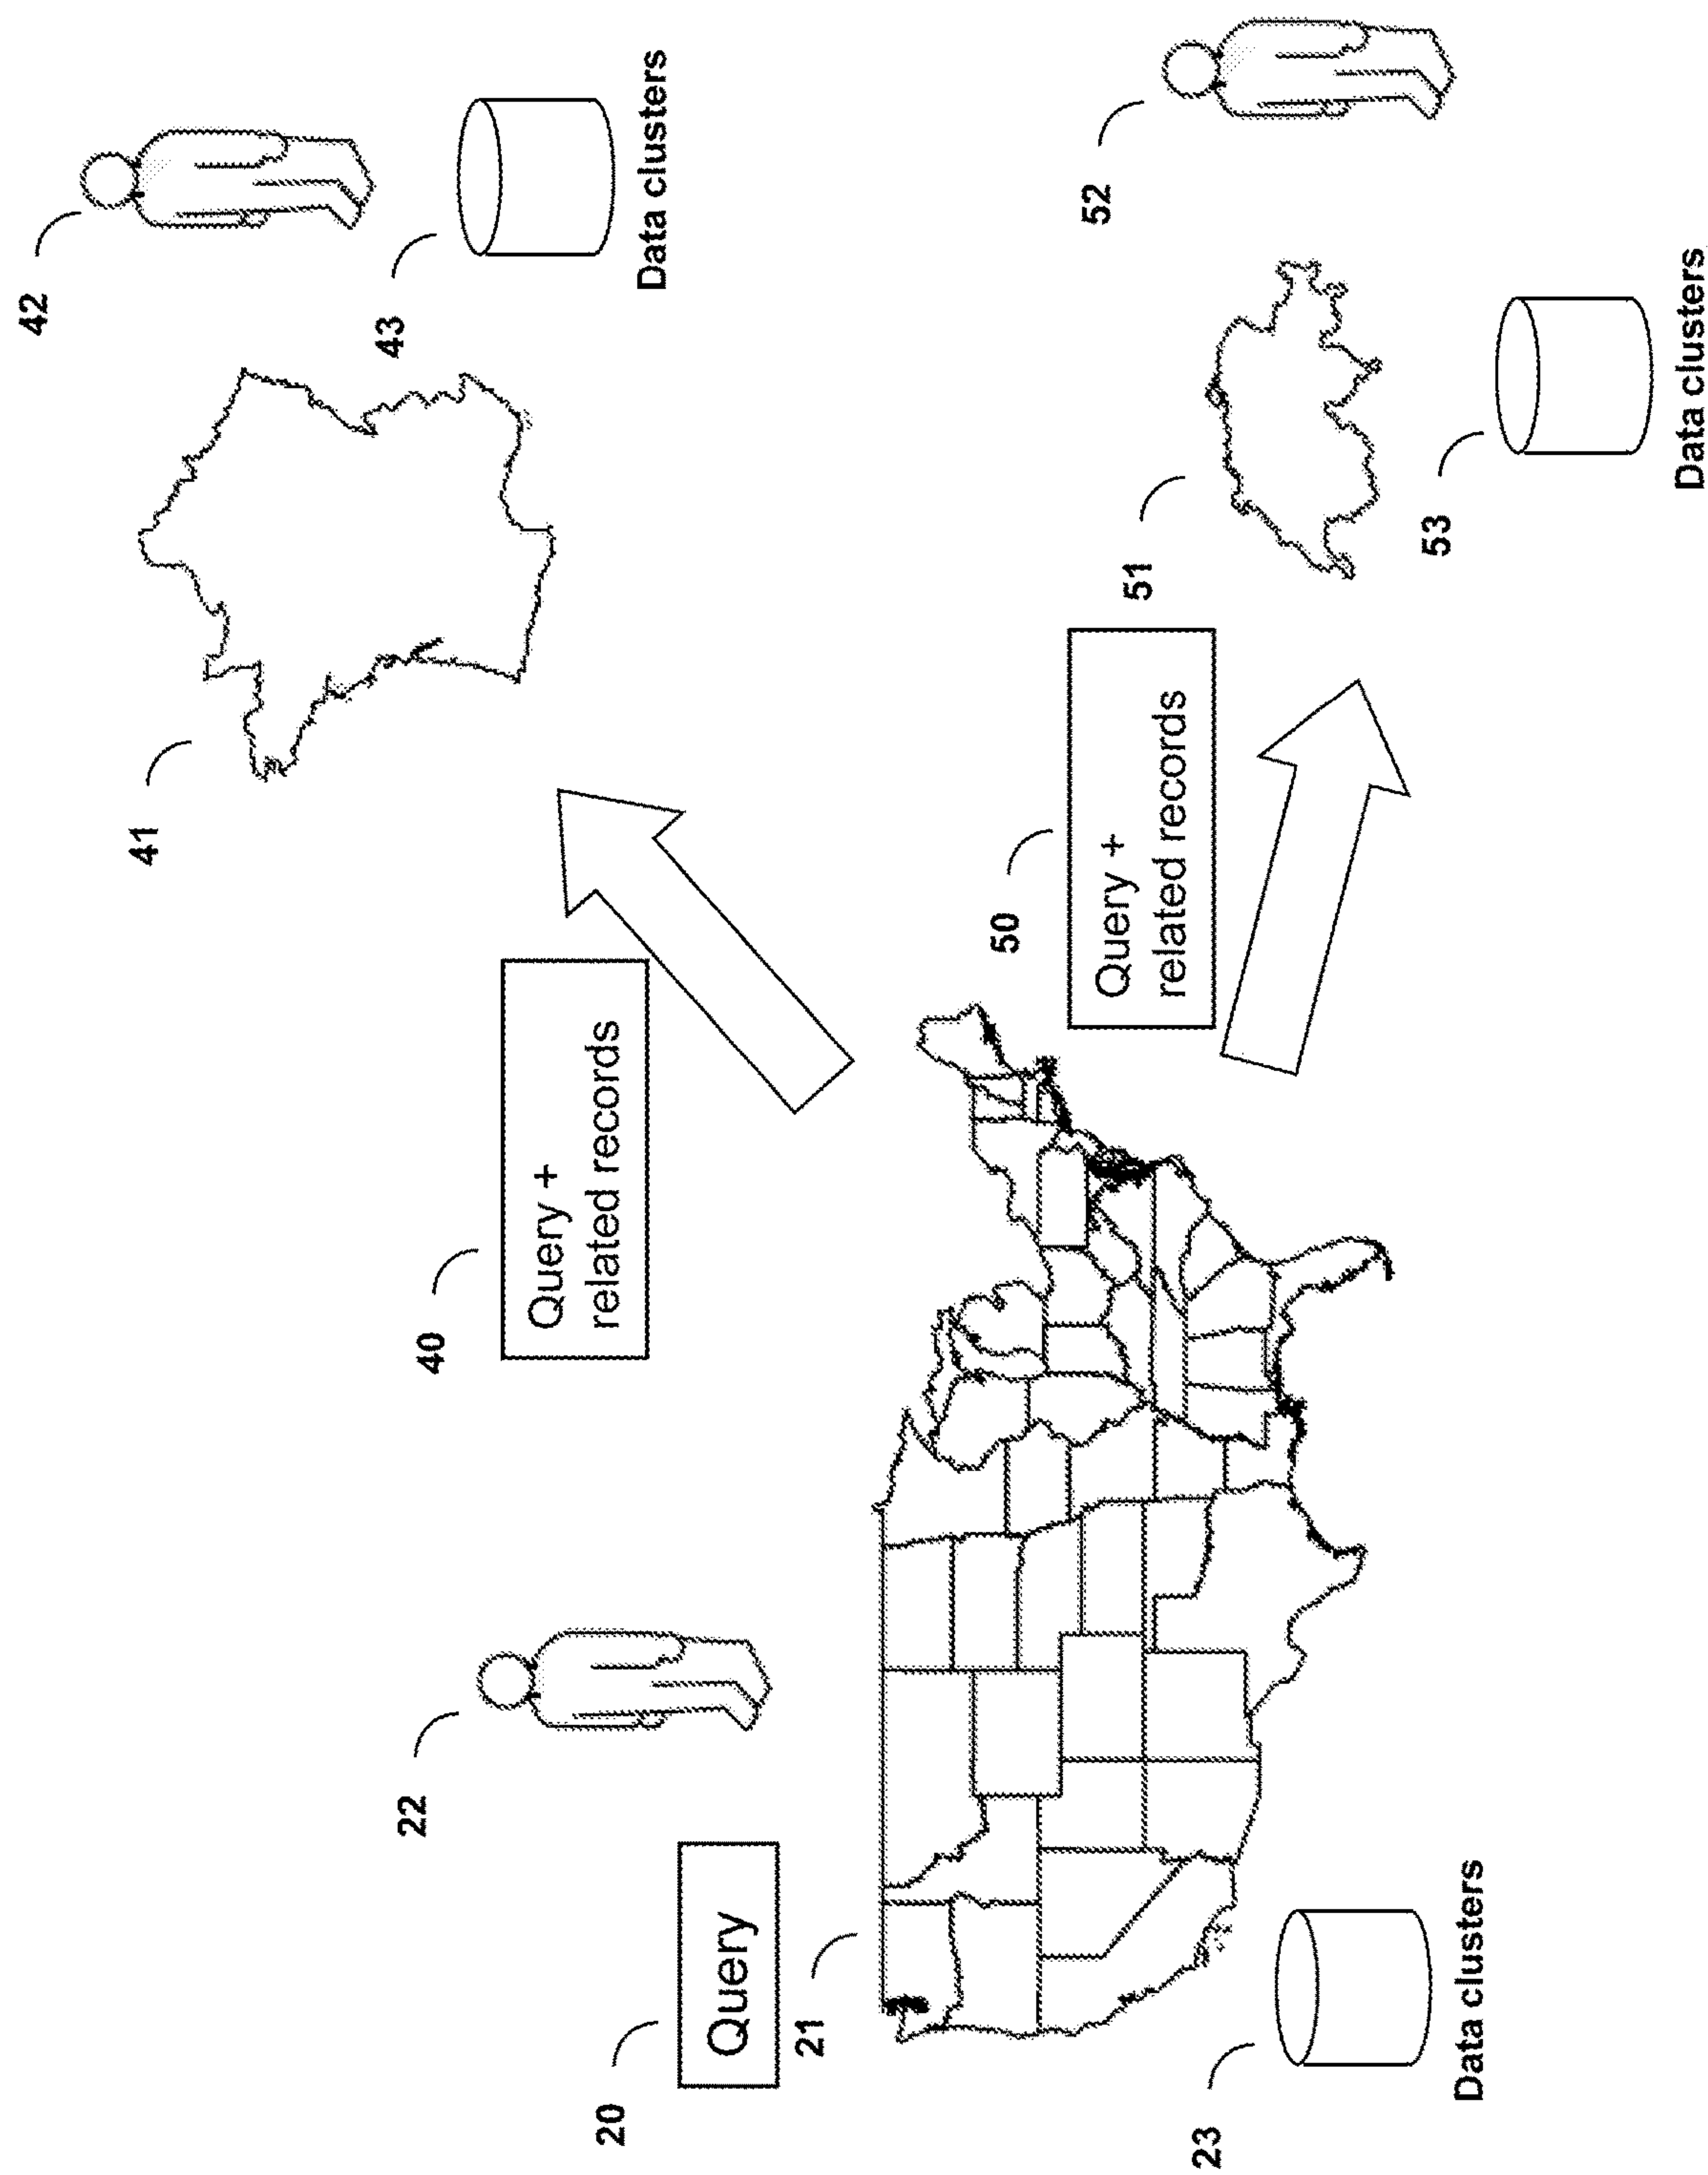 42
41
43
22
40
Query +
related records
20
Data clusters
Query
21
50
52
Query +
related records
51
23
53
Data clusters
Data clusters